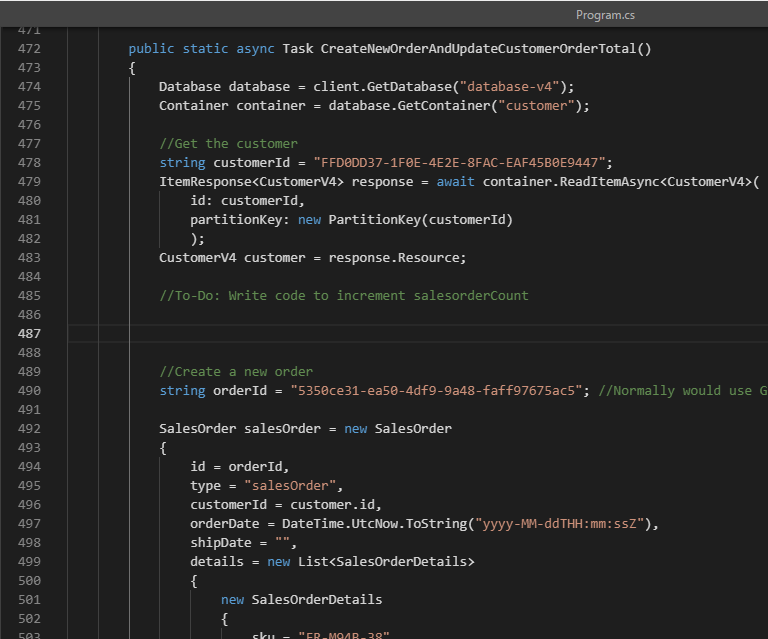 Program.cs
471
472 public static async Task CreateNewOrderAndUpdateCustomerOrderTotal()
473 {
474 Database database = client.GetDatabase("database-v4");
475 Container container = database.GetContainer("customer");
476
477 //Get the customer
478 string customerId = "FFD0DD37-1F0E-4E2E-8FAC-EAF45B0E9447";
479 ItemResponse<CustomerV4> response = await container.ReadItemAsync<CustomerV4>(
480 id: customerId,
481 partitionKey: new PartitionKey(customerId)
482 );
483 CustomerV4 customer = response.Resource;
484
485 //To-Do: Write code to increment salesorderCount
486
487
488
489 //Create a new order
490 string orderId = "5350ce31-ea50-4df9-9a48-faff97675ac5"; //Normally would use G
491
492 SalesOrder salesOrder = new SalesOrder
493 {
494 id = orderId,
495 type = "salesOrder",
496 customerId = customer.id,
497 orderDate = DateTime.UtcNow.ToString("yyyy-MM-ddTHH:mm:ssZ"),
498 shipDate = "",
499 details = new List<SalesOrderDetails>
500 {
501 new SalesOrderDetails
502 {
503 sku = "FR-M94B-38"